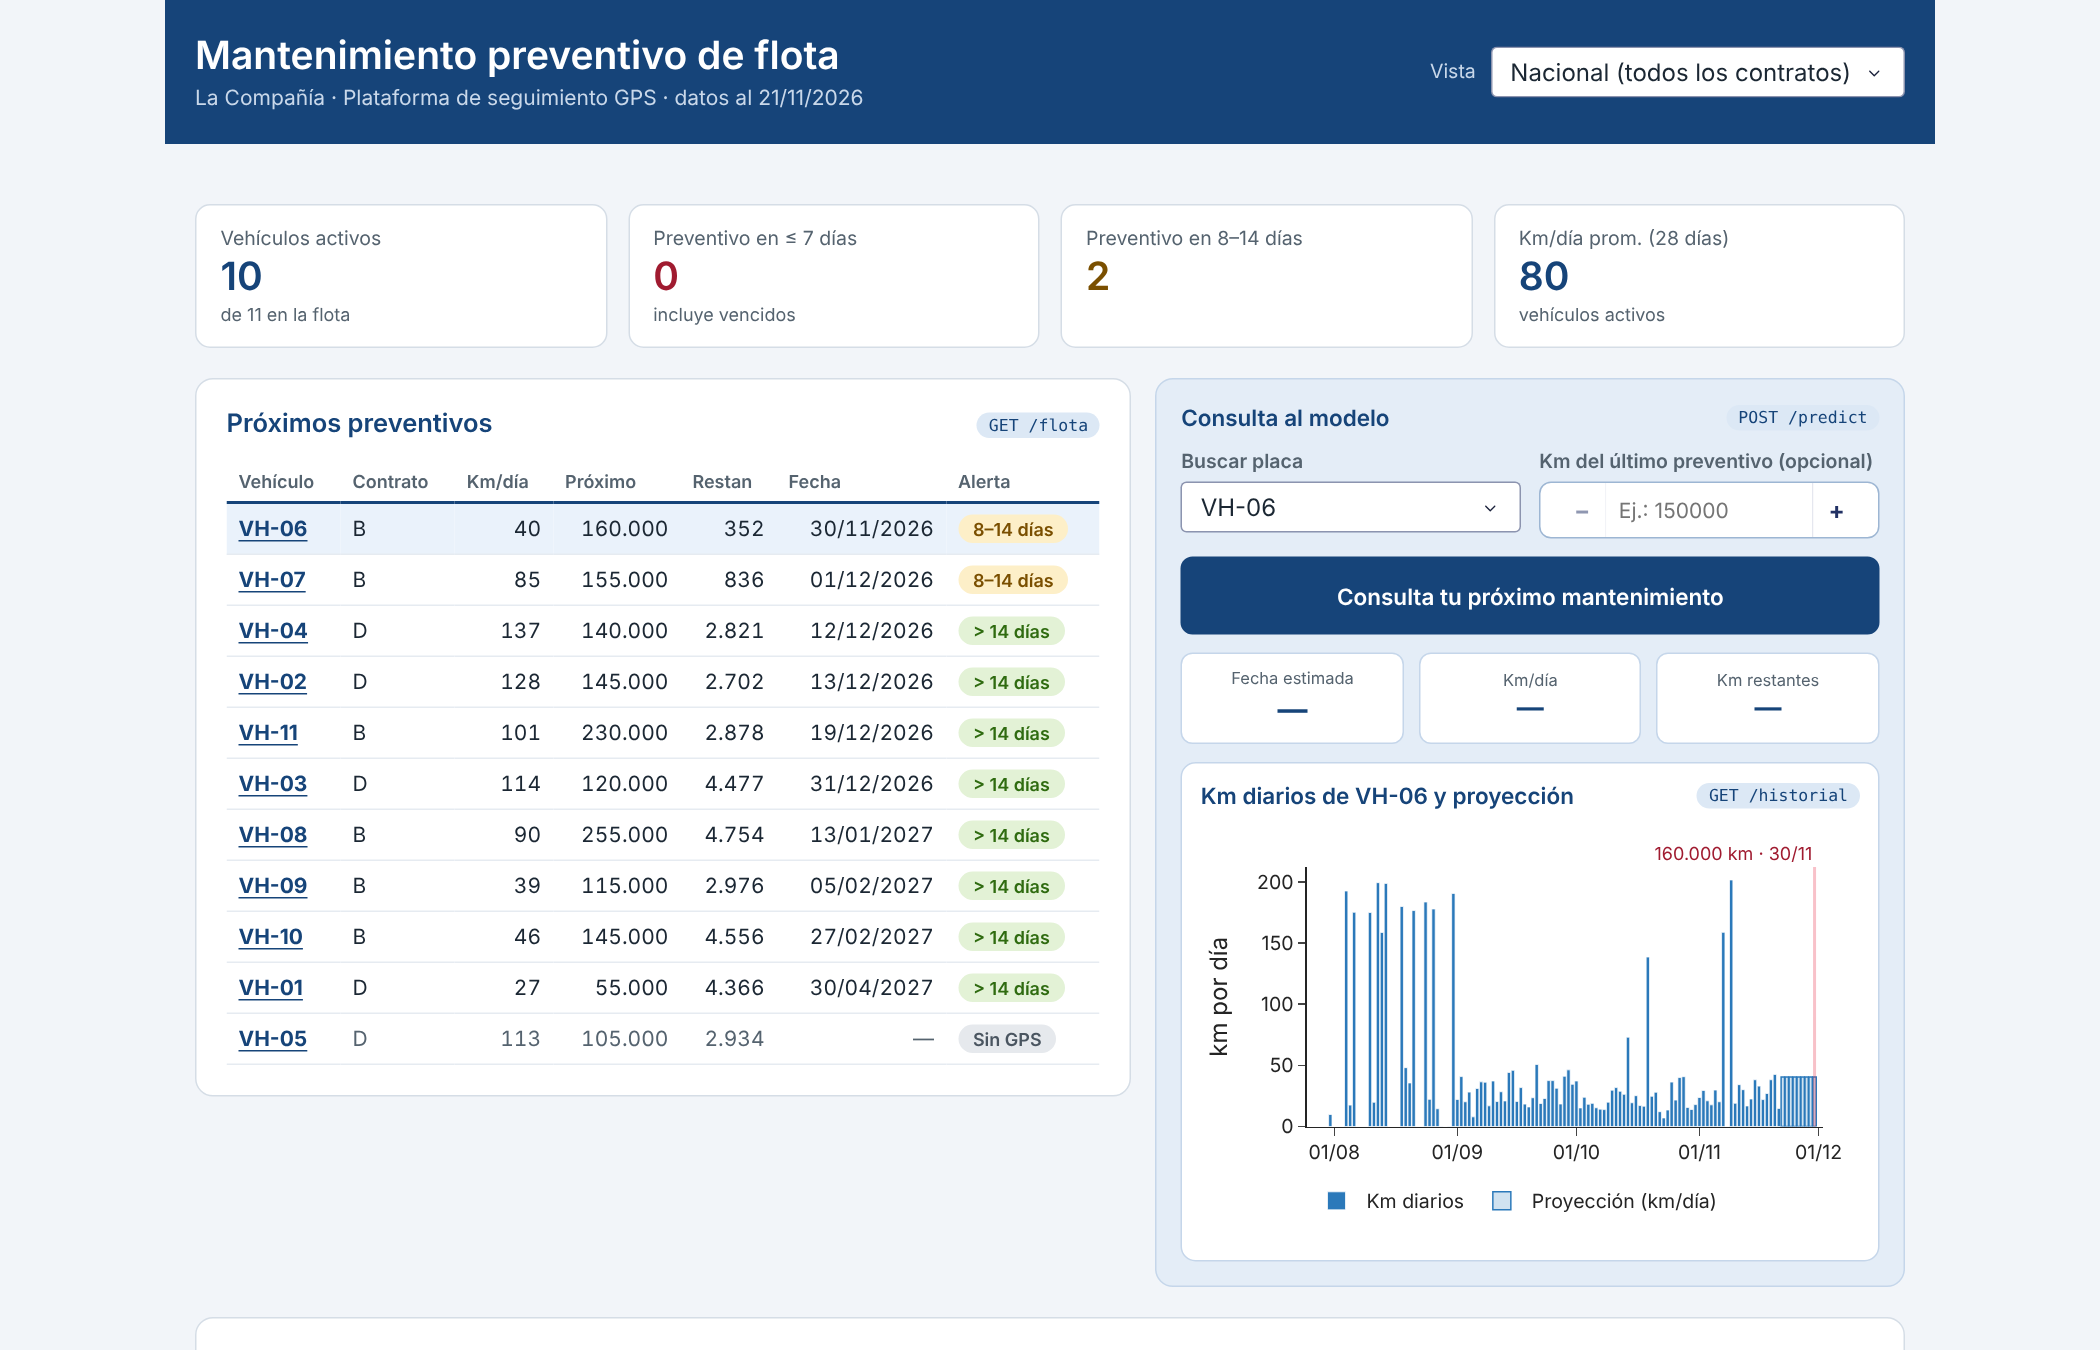 Mantenimiento preventivo de flota
La Compañía · Plataforma de seguimiento GPS · datos al 21/11/2026
Vista
Nacional (todos los contratos)
Vehículos activos
10
de 11 en la flota
Preventivo en ≤ 7 días
0
incluye vencidos
Preventivo en 8–14 días
2
Km/día prom. (28 días)
80
vehículos activos
Próximos preventivos
GET /flota
Vehículo Contrato Km/día Próximo Restan Fecha Alerta
VH-06 B 40 160.000 352 30/11/2026 8–14 días
VH-07 B 85 155.000 836 01/12/2026 8–14 días
VH-04 D 137 140.000 2.821 12/12/2026 > 14 días
VH-02 D 128 145.000 2.702 13/12/2026 > 14 días
VH-11 B 101 230.000 2.878 19/12/2026 > 14 días
VH-03 D 114 120.000 4.477 31/12/2026 > 14 días
VH-08 B 90 255.000 4.754 13/01/2027 > 14 días
VH-09 B 39 115.000 2.976 05/02/2027 > 14 días
VH-10 B 46 145.000 4.556 27/02/2027 > 14 días
VH-01 D 27 55.000 4.366 30/04/2027 > 14 días
VH-05 D 113 105.000 2.934 — Sin GPS
Consulta al modelo
POST /predict
Buscar placa
Km del último preventivo (opcional)
VH-06
− Ej.: 150000 +
Consulta tu próximo mantenimiento
Fecha estimada
—
Km/día
—
Km restantes
—
Km diarios de VH-06 y proyección
GET /historial
160.000 km · 30/11
km por día
200
150
100
50
0
01/08 01/09 01/10 01/11 01/12
Km diarios
Proyección (km/día)